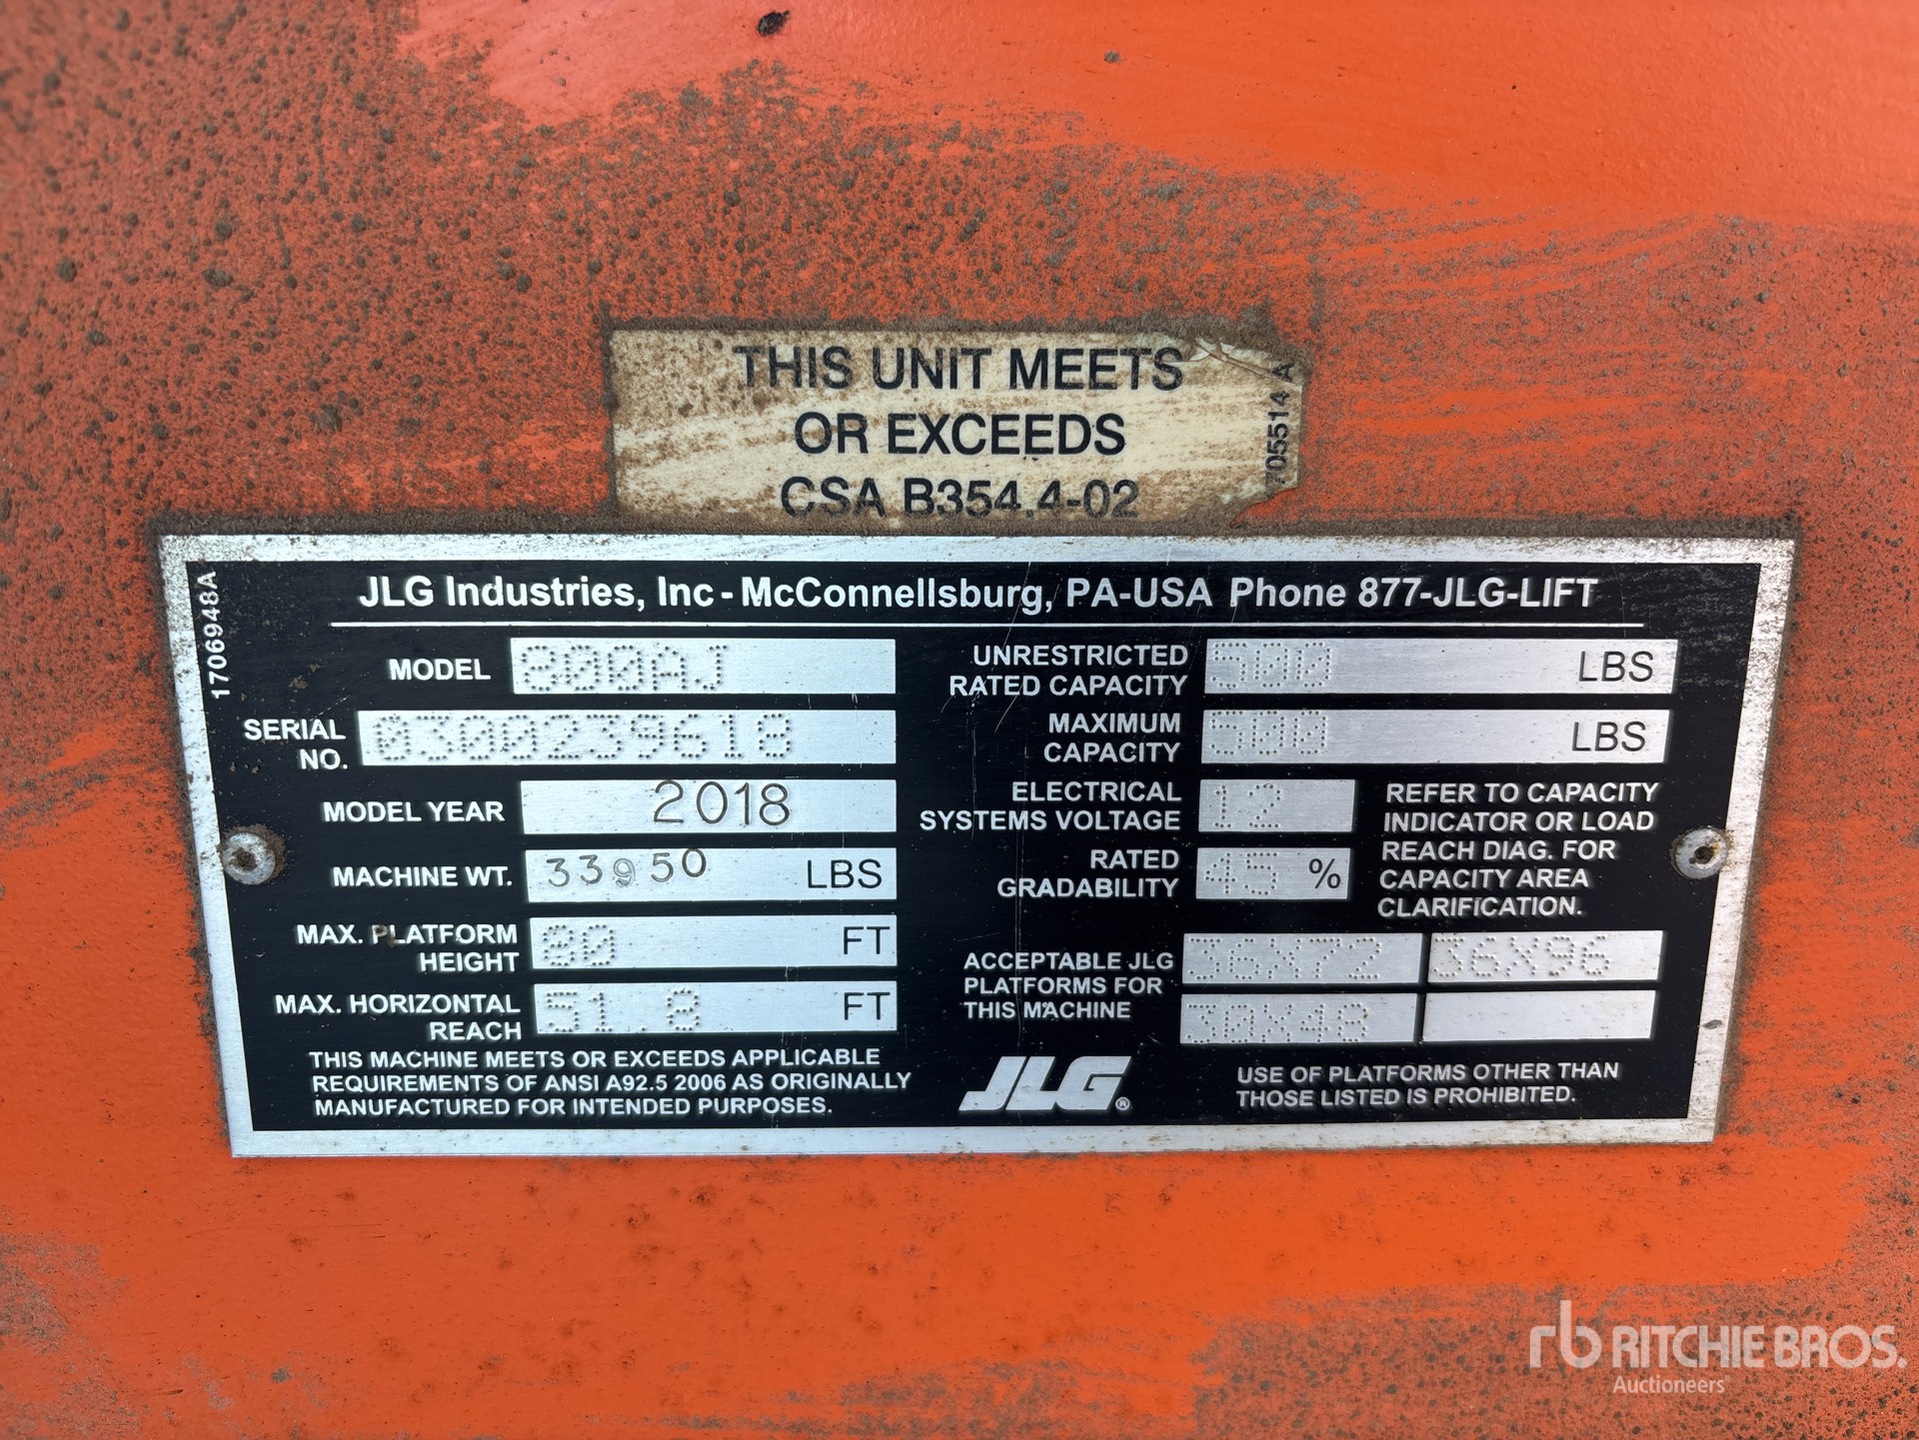 THIS UNIT MEETS
OR EXCEEDS
CSA B354.4-02
705514 A
1706948A
JLG Industries, Inc - McConnellsburg, PA-USA Phone 877-JLG-LIFT
MODEL 800AJ
SERIAL NO. 0300239618
MODEL YEAR 2018
MACHINE WT. 33950 LBS
MAX. PLATFORM HEIGHT 80 FT
MAX. HORIZONTAL REACH 51.8 FT
THIS MACHINE MEETS OR EXCEEDS APPLICABLE
REQUIREMENTS OF ANSI A92.5 2006 AS ORIGINALLY
MANUFACTURED FOR INTENDED PURPOSES.
UNRESTRICTED RATED CAPACITY 500 LBS
MAXIMUM CAPACITY 500 LBS
ELECTRICAL SYSTEMS VOLTAGE 12
RATED GRADABILITY 45 %
REFER TO CAPACITY
INDICATOR OR LOAD
REACH DIAG. FOR
CAPACITY AREA
CLARIFICATION.
ACCEPTABLE JLG PLATFORMS FOR THIS MACHINE
36X72 36X96
30X48
JLG®
USE OF PLATFORMS OTHER THAN
THOSE LISTED IS PROHIBITED.
rb RITCHIE BROS.
Auctioneers